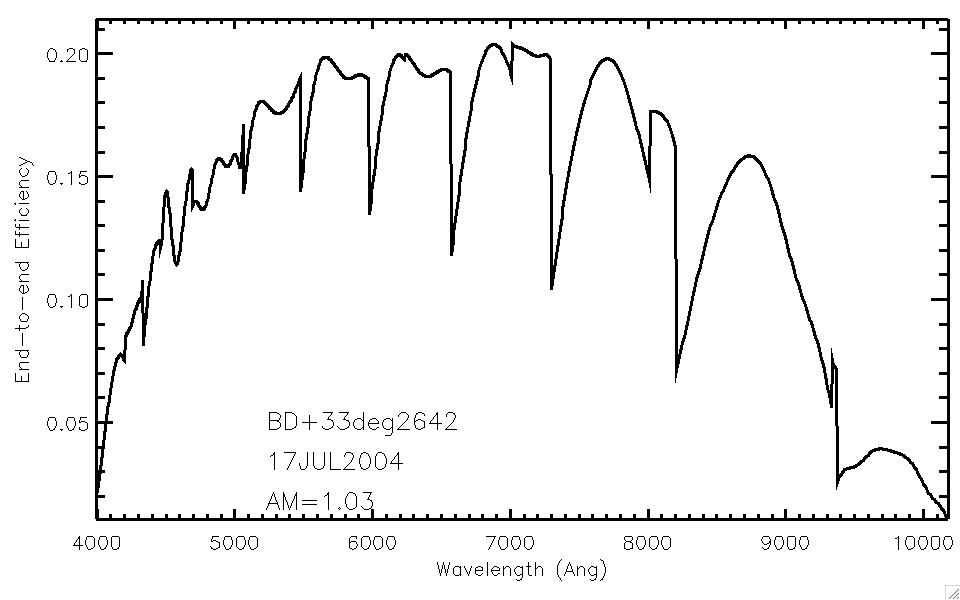 0.20
0.15
0.10
0.05
End-to-end Efficiency
BD+33deg2642
17JUL2004
AM=1.03
4000 5000 6000 7000 8000 9000 10000
Wavelength (Ang)